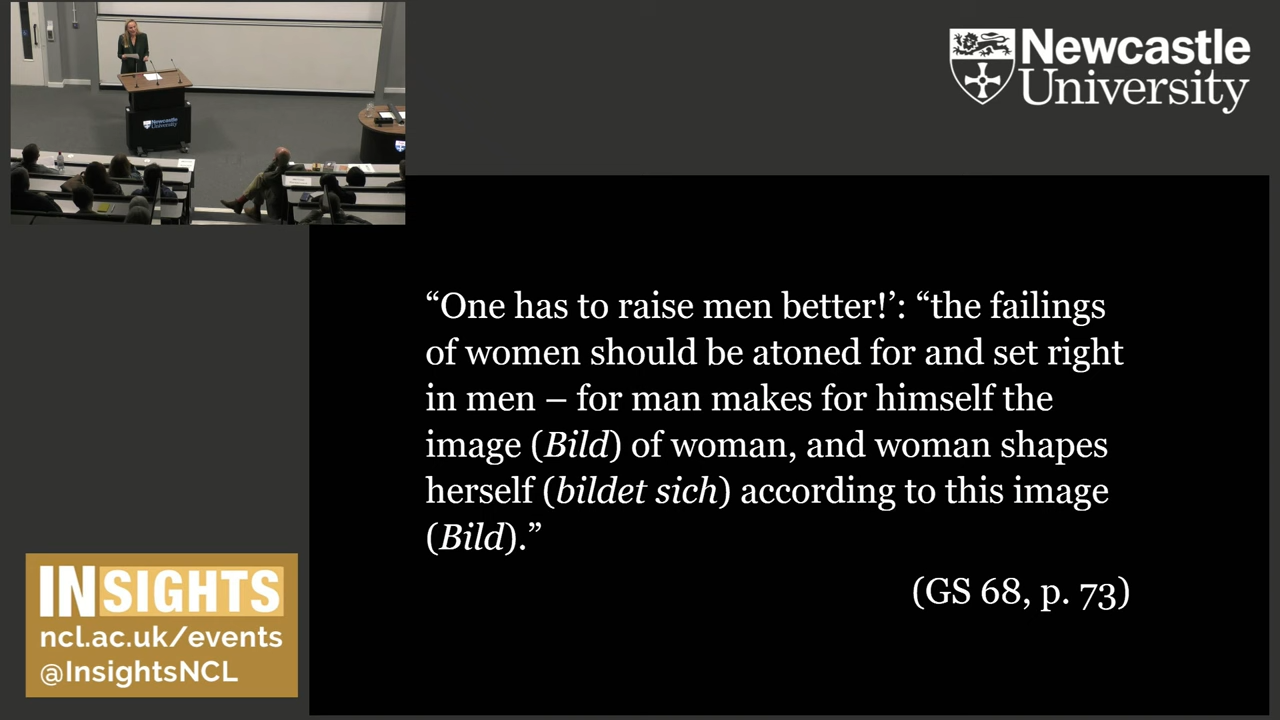 Newcastle
University
Newcastle
University
“One has to raise men better!’: “the failings
of women should be atoned for and set right
in men – for man makes for himself the
image (Bild) of woman, and woman shapes
herself (bildet sich) according to this image
(Bild).”
(GS 68, p. 73)
INSIGHTS
ncl.ac.uk/events
@InsightsNCL